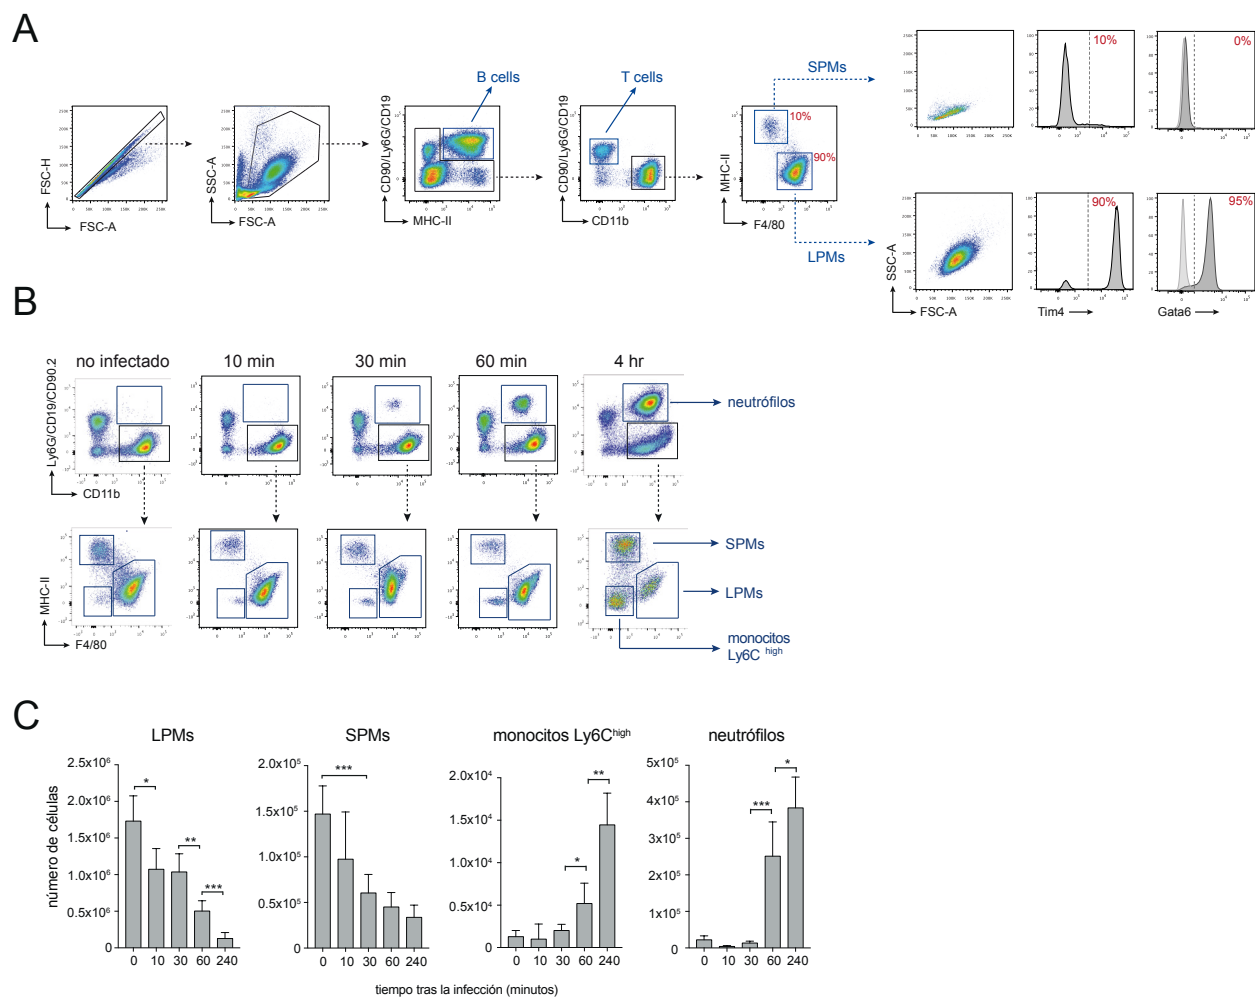 A
B cells
T cells
SPMs
10%
0%
FSC-H
FSC-A
SSC-A
FSC-A
CD90/Ly6G/CD19
MHC-II
CD90/Ly6G/CD19
CD11b
MHC-II
10%
90%
F4/80
LPMs
SSC-A
FSC-A
90%
Tim4
95%
Gata6
B
no infectado
10 min
30 min
60 min
4 hr
Ly6G/CD19/CD90.2
CD11b
neutrófilos
MHC-II
F4/80
SPMs
LPMs
monocitos
Ly6C high
C
LPMs
SPMs
monocitos Ly6Chigh
neutrófilos
número de células
2.5x10⁶
2.0x10⁶
1.5x10⁶
1.0x10⁶
0.5x10⁶
0
* ** ***
0 10 30 60 240
2.0x10⁵
1.5x10⁵
1.0x10⁵
0.5x10⁵
0
***
0 10 30 60 240
2.0x10⁴
1.5x10⁴
1.0x10⁴
0.5x10⁴
0
* **
0 10 30 60 240
5x10⁵
4x10⁵
3x10⁵
2x10⁵
1x10⁵
0
*** *
0 10 30 60 240
tiempo tras la infección (minutos)